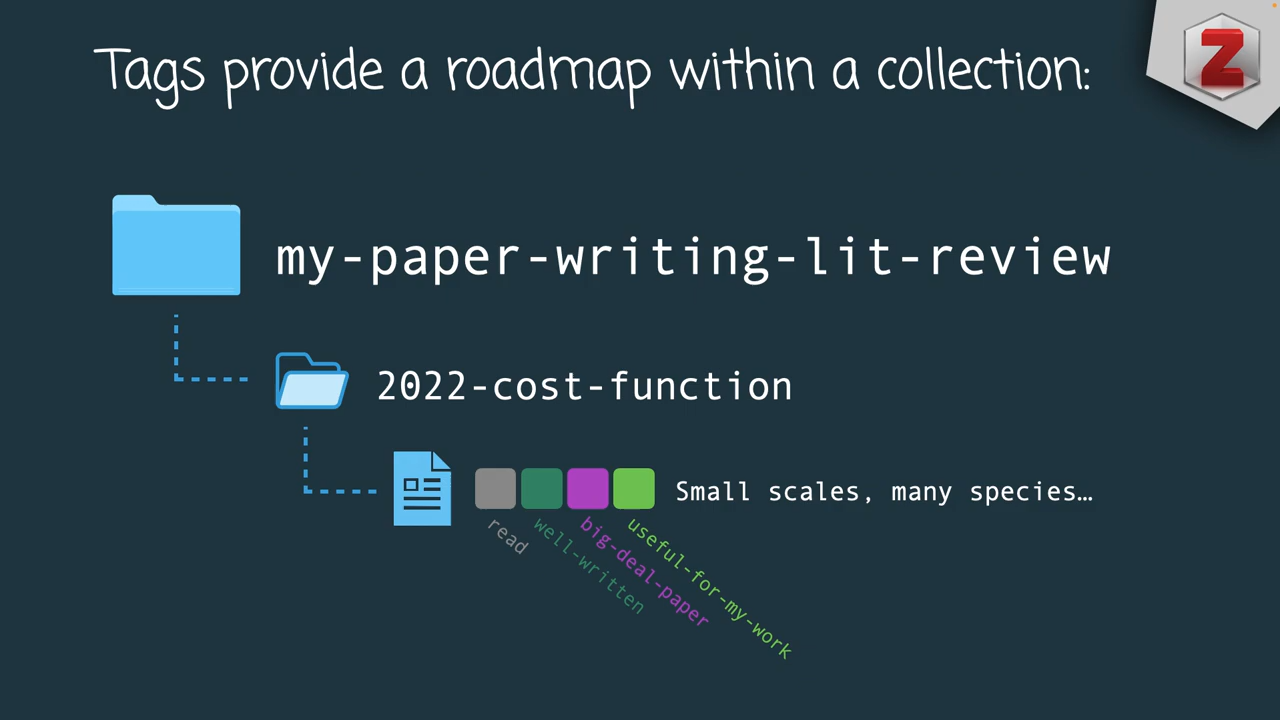 Tags provide a roadmap within a collection:
Z
my-paper-writing-lit-review
2022-cost-function
Small scales, many species…
read
well-written
big-deal-paper
useful-for-my-work